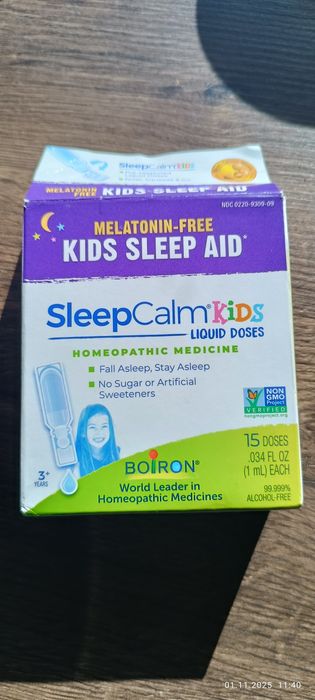 SleepCalm KIDS
MELATONIN-FREE KIDS SLEEP AID*
NDC 0220-9309-09
MELATONIN-FREE
KIDS SLEEP AID*
SleepCalm® KIDS
LIQUID DOSES
HOMEOPATHIC MEDICINE
Fall Asleep, Stay Asleep
No Sugar or Artificial
Sweeteners
NON
GMO
Project
VERIFIED
nongmoproject.org
15 DOSES
.034 FL OZ
(1 mL) EACH
3+
YEARS
BOIRON®
World Leader in
Homeopathic Medicines
99.999%
ALCOHOL-FREE
01.11.2025 11:40